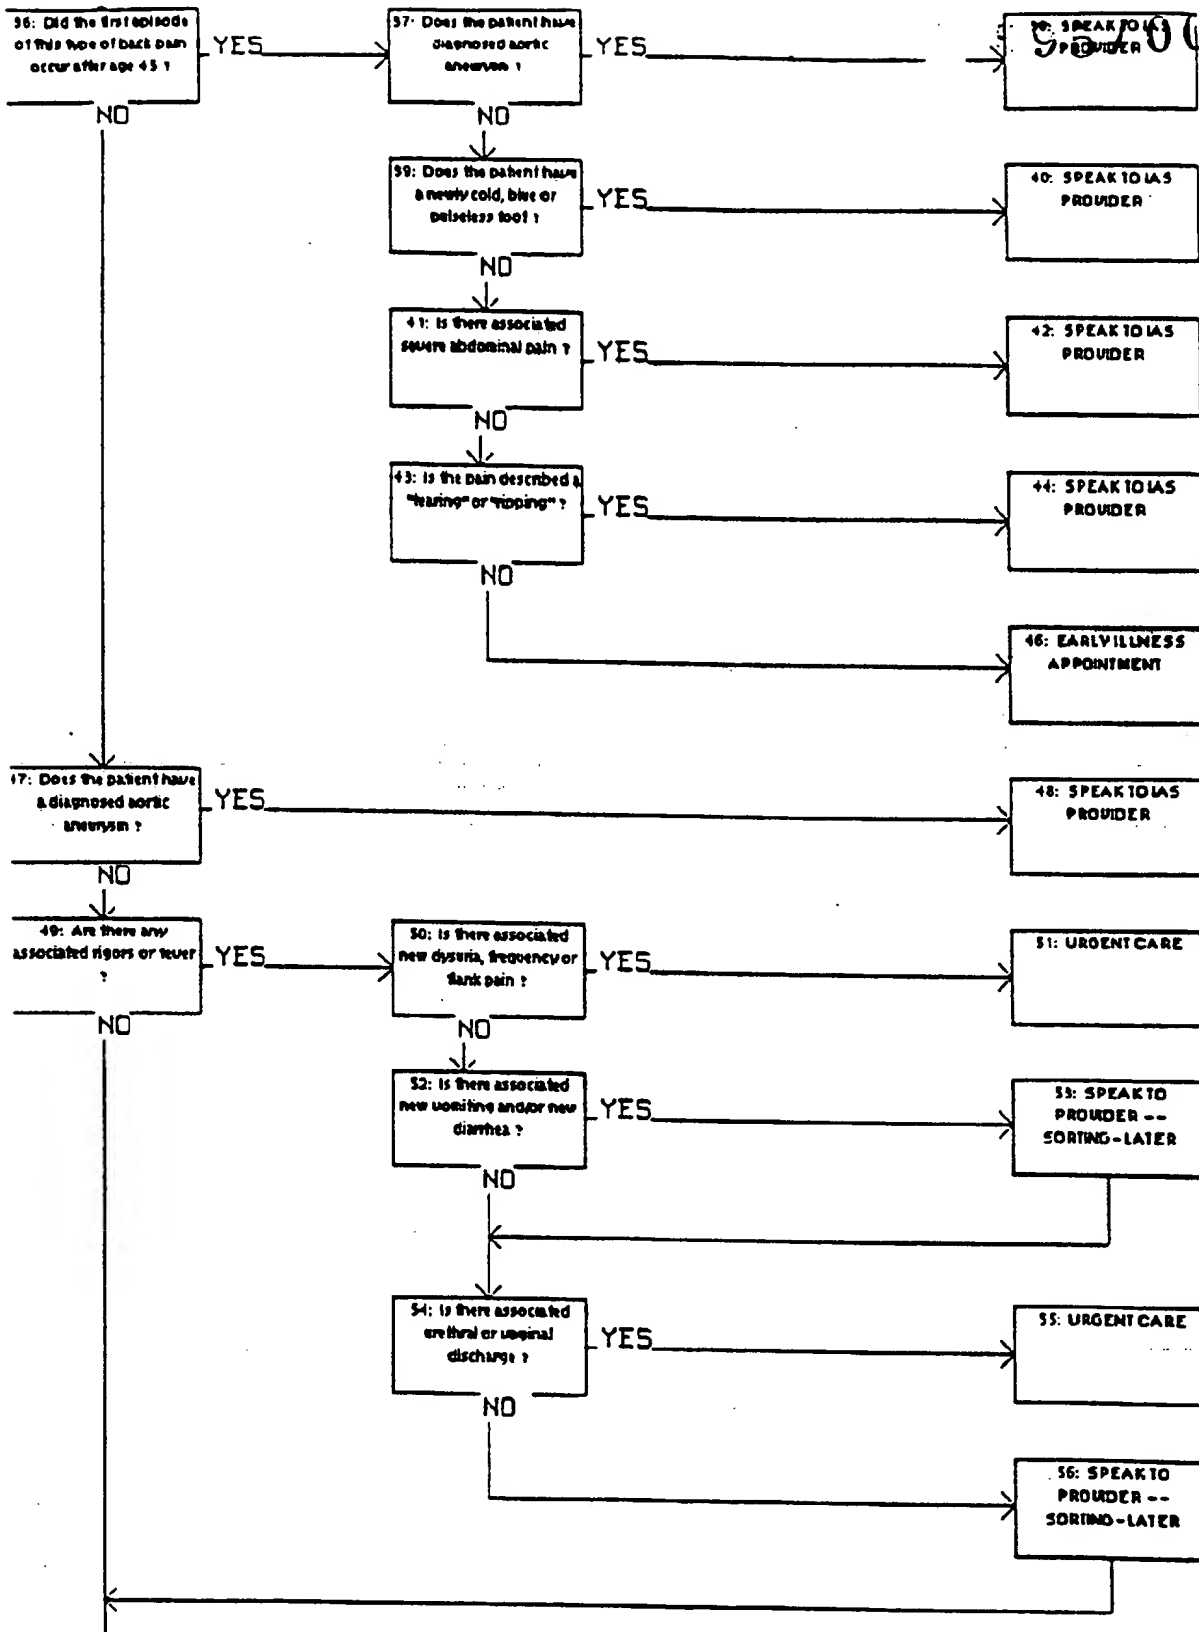 36: Did the first episode
of this type of back pain
occur after age 45 ?
YES
37: Does the patient have
diagnosed aortic
aneurysm ?
YES
38: SPEAK TO IAS
PROVIDER
NO
NO
39: Does the patient have
a newly cold, blue or
pulseless foot ?
YES
40: SPEAK TO IAS
PROVIDER
NO
41: Is there associated
severe abdominal pain ?
YES
42: SPEAK TO IAS
PROVIDER
NO
43: Is the pain described a
"tearing" or "ripping" ?
YES
44: SPEAK TO IAS
PROVIDER
NO
46: EARLY ILLNESS
APPOINTMENT
47: Does the patient have
a diagnosed aortic
aneurysm ?
YES
48: SPEAK TO IAS
PROVIDER
NO
49: Are there any
associated rigors or fever
?
YES
50: Is there associated
new dysuria, frequency or
flank pain ?
YES
51: URGENT CARE
NO
NO
52: Is there associated
new vomiting and/or new
diarrhea ?
YES
53: SPEAK TO
PROVIDER --
SORTING-LATER
NO
54: Is there associated
urethral or vaginal
discharge ?
YES
55: URGENT CARE
NO
56: SPEAK TO
PROVIDER --
SORTING-LATER